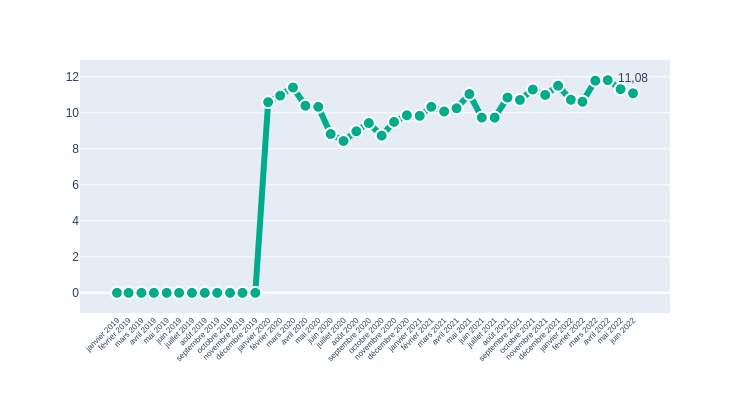 12
10
8
6
4
2
0
11,08
janvier 2019
février 2019
mars 2019
avril 2019
mai 2019
juin 2019
juillet 2019
août 2019
septembre 2019
octobre 2019
novembre 2019
décembre 2019
janvier 2020
février 2020
mars 2020
avril 2020
mai 2020
juin 2020
juillet 2020
août 2020
septembre 2020
octobre 2020
novembre 2020
décembre 2020
janvier 2021
février 2021
mars 2021
avril 2021
mai 2021
juin 2021
juillet 2021
août 2021
septembre 2021
octobre 2021
novembre 2021
décembre 2021
janvier 2022
février 2022
mars 2022
avril 2022
mai 2022
juin 2022